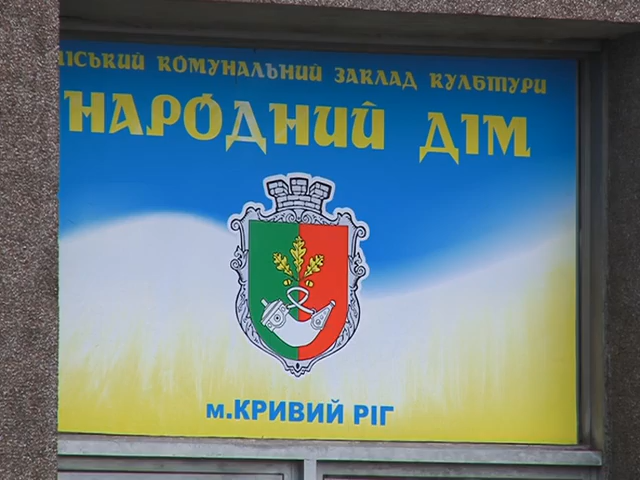 МІСЬКИЙ КОМУНАЛЬНИЙ ЗАКЛАД КУЛЬТУРИ
НАРОДНИЙ ДІМ
м.КРИВИЙ РІГ